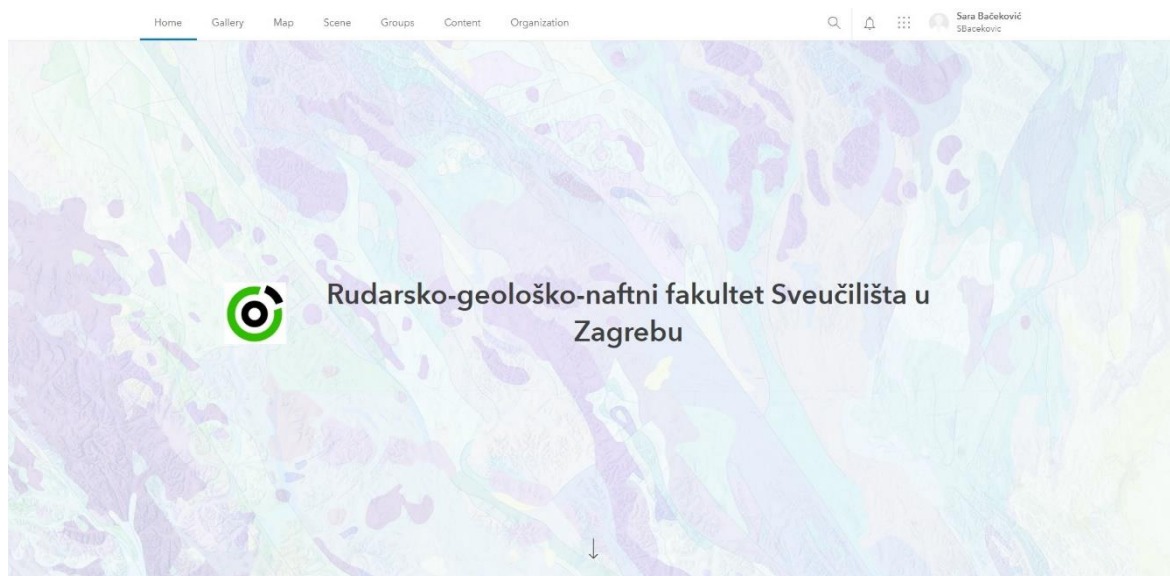 Home Gallery Map Scene Groups Content Organization
Sara Bačeković
SBacekovic
Rudarsko-geološko-naftni fakultet Sveučilišta u
Zagrebu